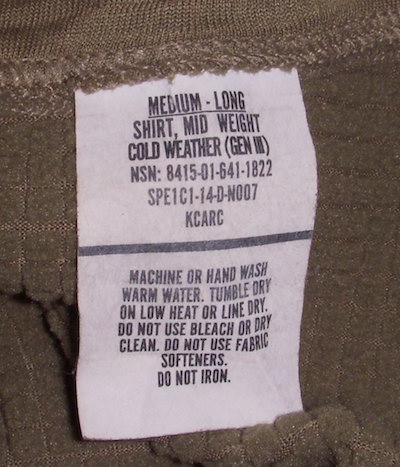 MEDIUM - LONG
SHIRT, MID WEIGHT
COLD WEATHER (GEN III)
NSN: 8415-01-641-1822
SPE1C1-14-D-N007
KCARC
MACHINE OR HAND WASH
WARM WATER. TUMBLE DRY
ON LOW HEAT OR LINE DRY.
DO NOT USE BLEACH OR DRY
CLEAN. DO NOT USE FABRIC
SOFTENERS.
DO NOT IRON.